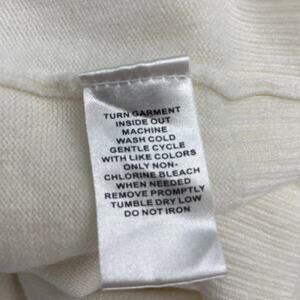 TURN GARMENT
INSIDE OUT
MACHINE
WASH COLD
GENTLE CYCLE
WITH LIKE COLORS
ONLY NON-
CHLORINE BLEACH
WHEN NEEDED
REMOVE PROMPTLY
TUMBLE DRY LOW
DO NOT IRON